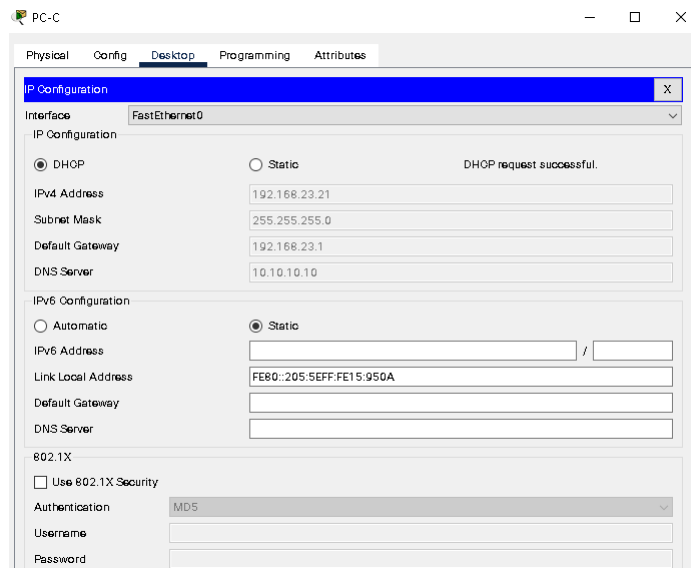 PC-C
Physical Config Desktop Programming Attributes
IP Configuration X
Interface FastEthernet0
IP Configuration
DHCP Static DHCP request successful.
IPv4 Address 192.168.23.21
Subnet Mask 255.255.255.0
Default Gateway 192.168.23.1
DNS Server 10.10.10.10
IPv6 Configuration
Automatic Static
IPv6 Address /
Link Local Address FE80::205:5EFF:FE15:950A
Default Gateway
DNS Server
802.1X
Use 802.1X Security
Authentication MD5
Username
Password